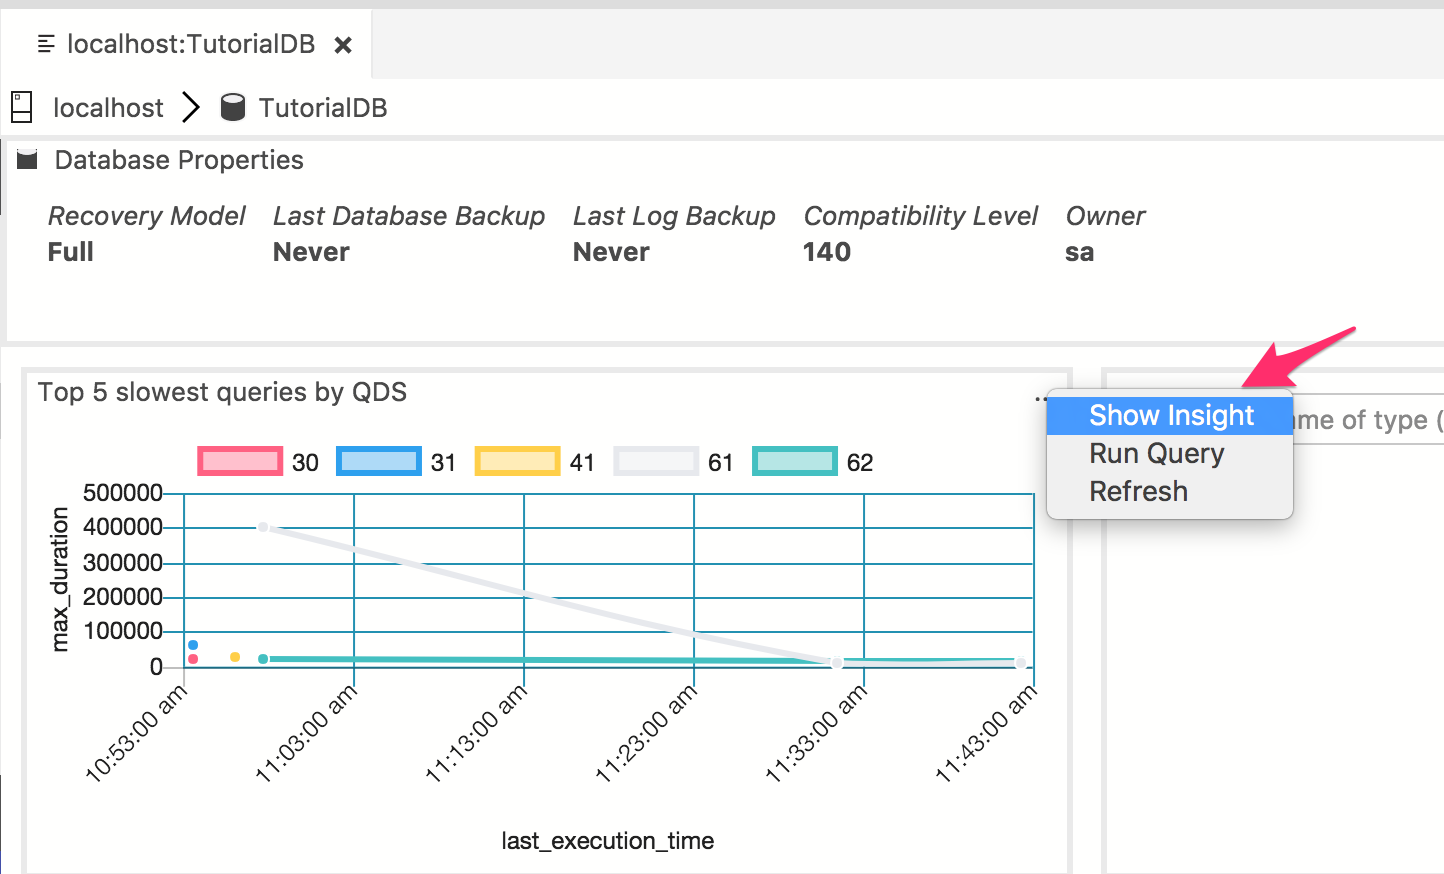 localhost:TutorialDB
localhost TutorialDB
Database Properties
Recovery Model Last Database Backup Last Log Backup Compatibility Level Owner
Full Never Never 140 sa
Top 5 slowest queries by QDS
..
Show Insight
Run Query
Refresh
me of type (
30 31 41 61 62
500000
400000
300000
200000
100000
0
max_duration
10:53:00 am
11:03:00 am
11:13:00 am
11:23:00 am
11:33:00 am
11:43:00 am
last_execution_time